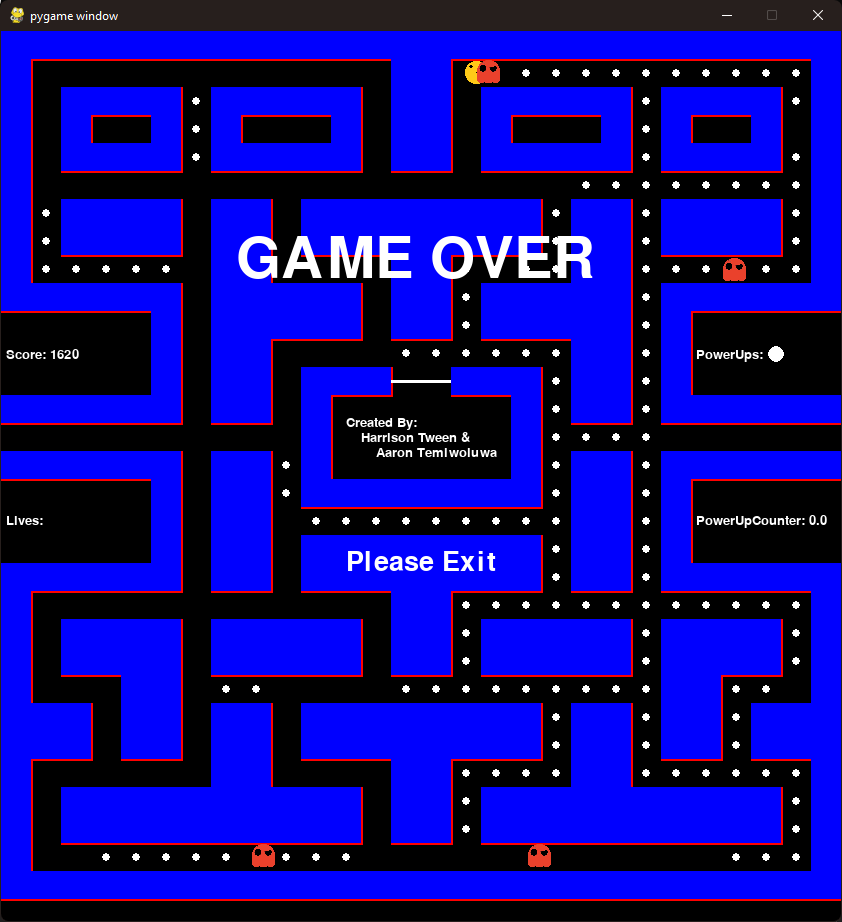 pygame window
GAME OVER
Score: 1620
PowerUps:
Created By:
Harrison Tween &
Aaron Temiwoluwa
Lives:
PowerUpCounter: 0.0
Please Exit